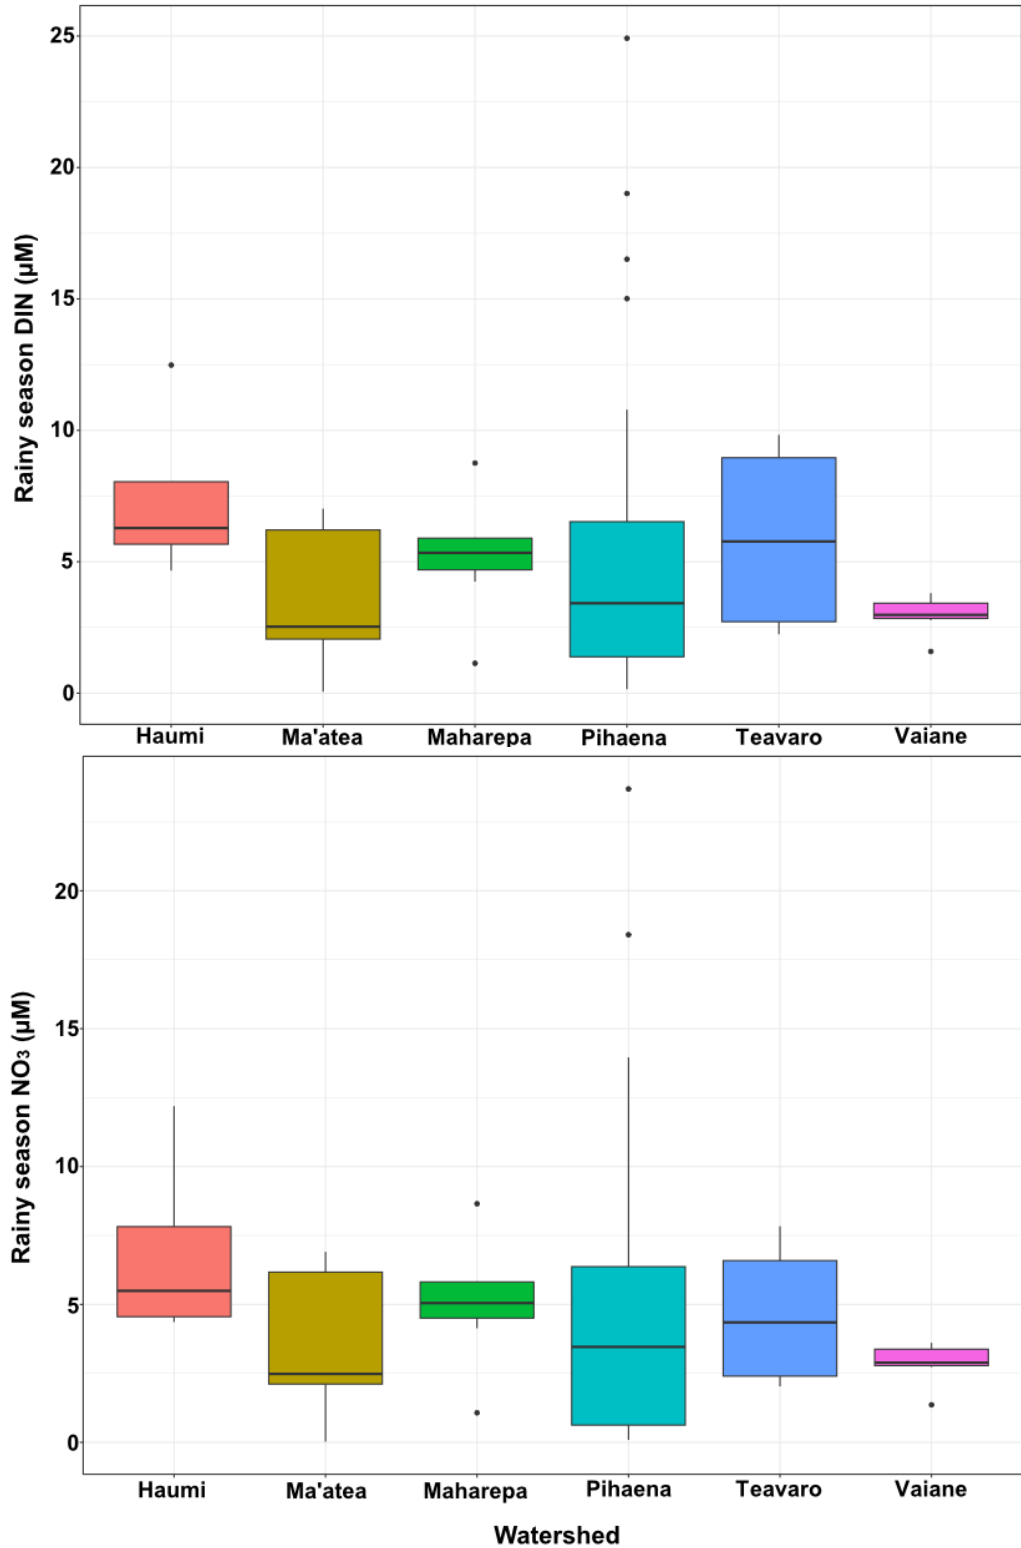 Rainy season DIN (µM)
25
20
15
10
5
0
Haumi Ma'atea Maharepa Pihaena Teavaro Vaiane
Rainy season NO3 (µM)
20
15
10
5
0
Haumi Ma'atea Maharepa Pihaena Teavaro Vaiane
Watershed